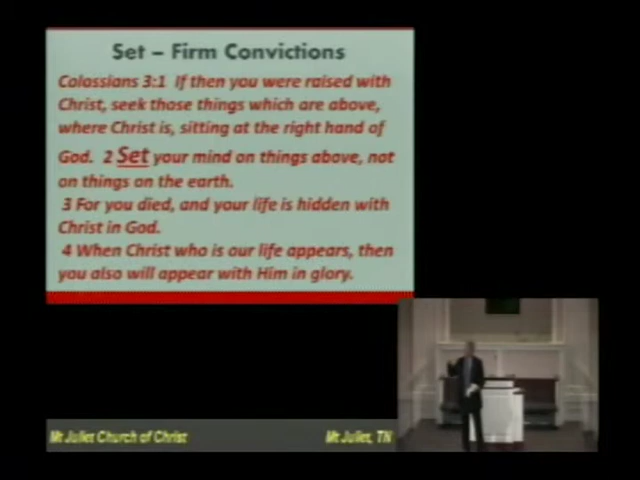 Set – Firm Convictions
Colossians 3:1 If then you were raised with
Christ, seek those things which are above,
where Christ is, sitting at the right hand of
God. 2 Set your mind on things above, not
on things on the earth.
3 For you died, and your life is hidden with
Christ in God.
4 When Christ who is our life appears, then
you also will appear with Him in glory.
Mt Juliet Church of Christ
Mt Juliet, TN